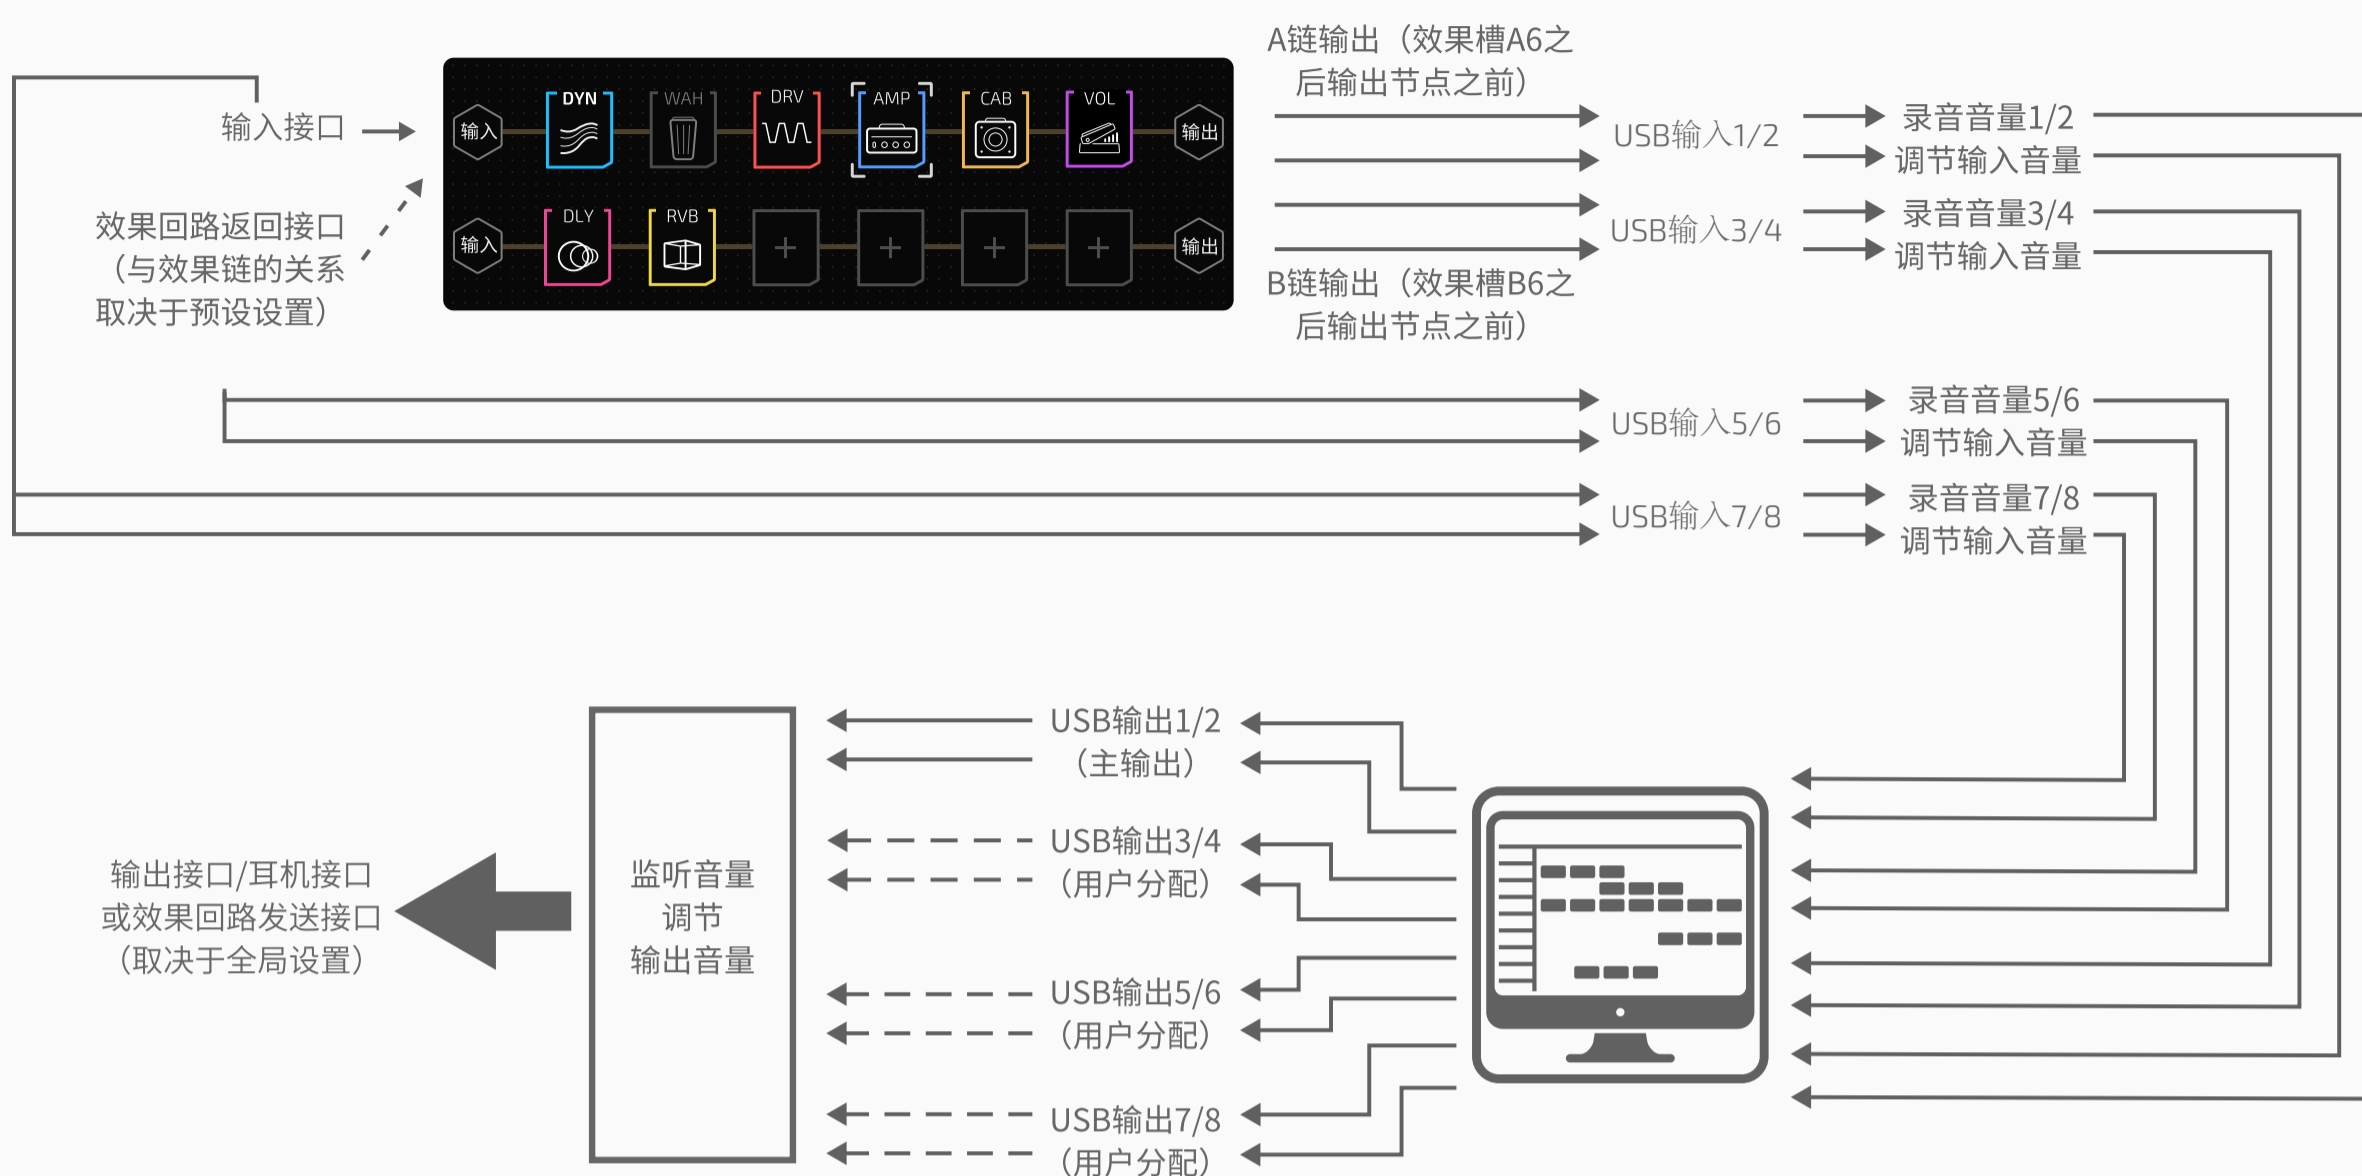 A链输出（效果槽A6之
后输出节点之前）
输入接口
输入
DYN
WAH
DRV
AMP
CAB
VOL
输出
效果回路返回接口
（与效果链的关系
取决于预设设置）
输入
DLY
RVB
输出
USB输入1/2
录音音量1/2
调节输入音量
USB输入3/4
录音音量3/4
调节输入音量
B链输出（效果槽B6之
后输出节点之前）
USB输入5/6
录音音量5/6
调节输入音量
USB输入7/8
录音音量7/8
调节输入音量
USB输出1/2
（主输出）
USB输出3/4
（用户分配）
USB输出5/6
（用户分配）
USB输出7/8
（用户分配）
监听音量
调节
输出音量
输出接口/耳机接口
或效果回路发送接口
（取决于全局设置）